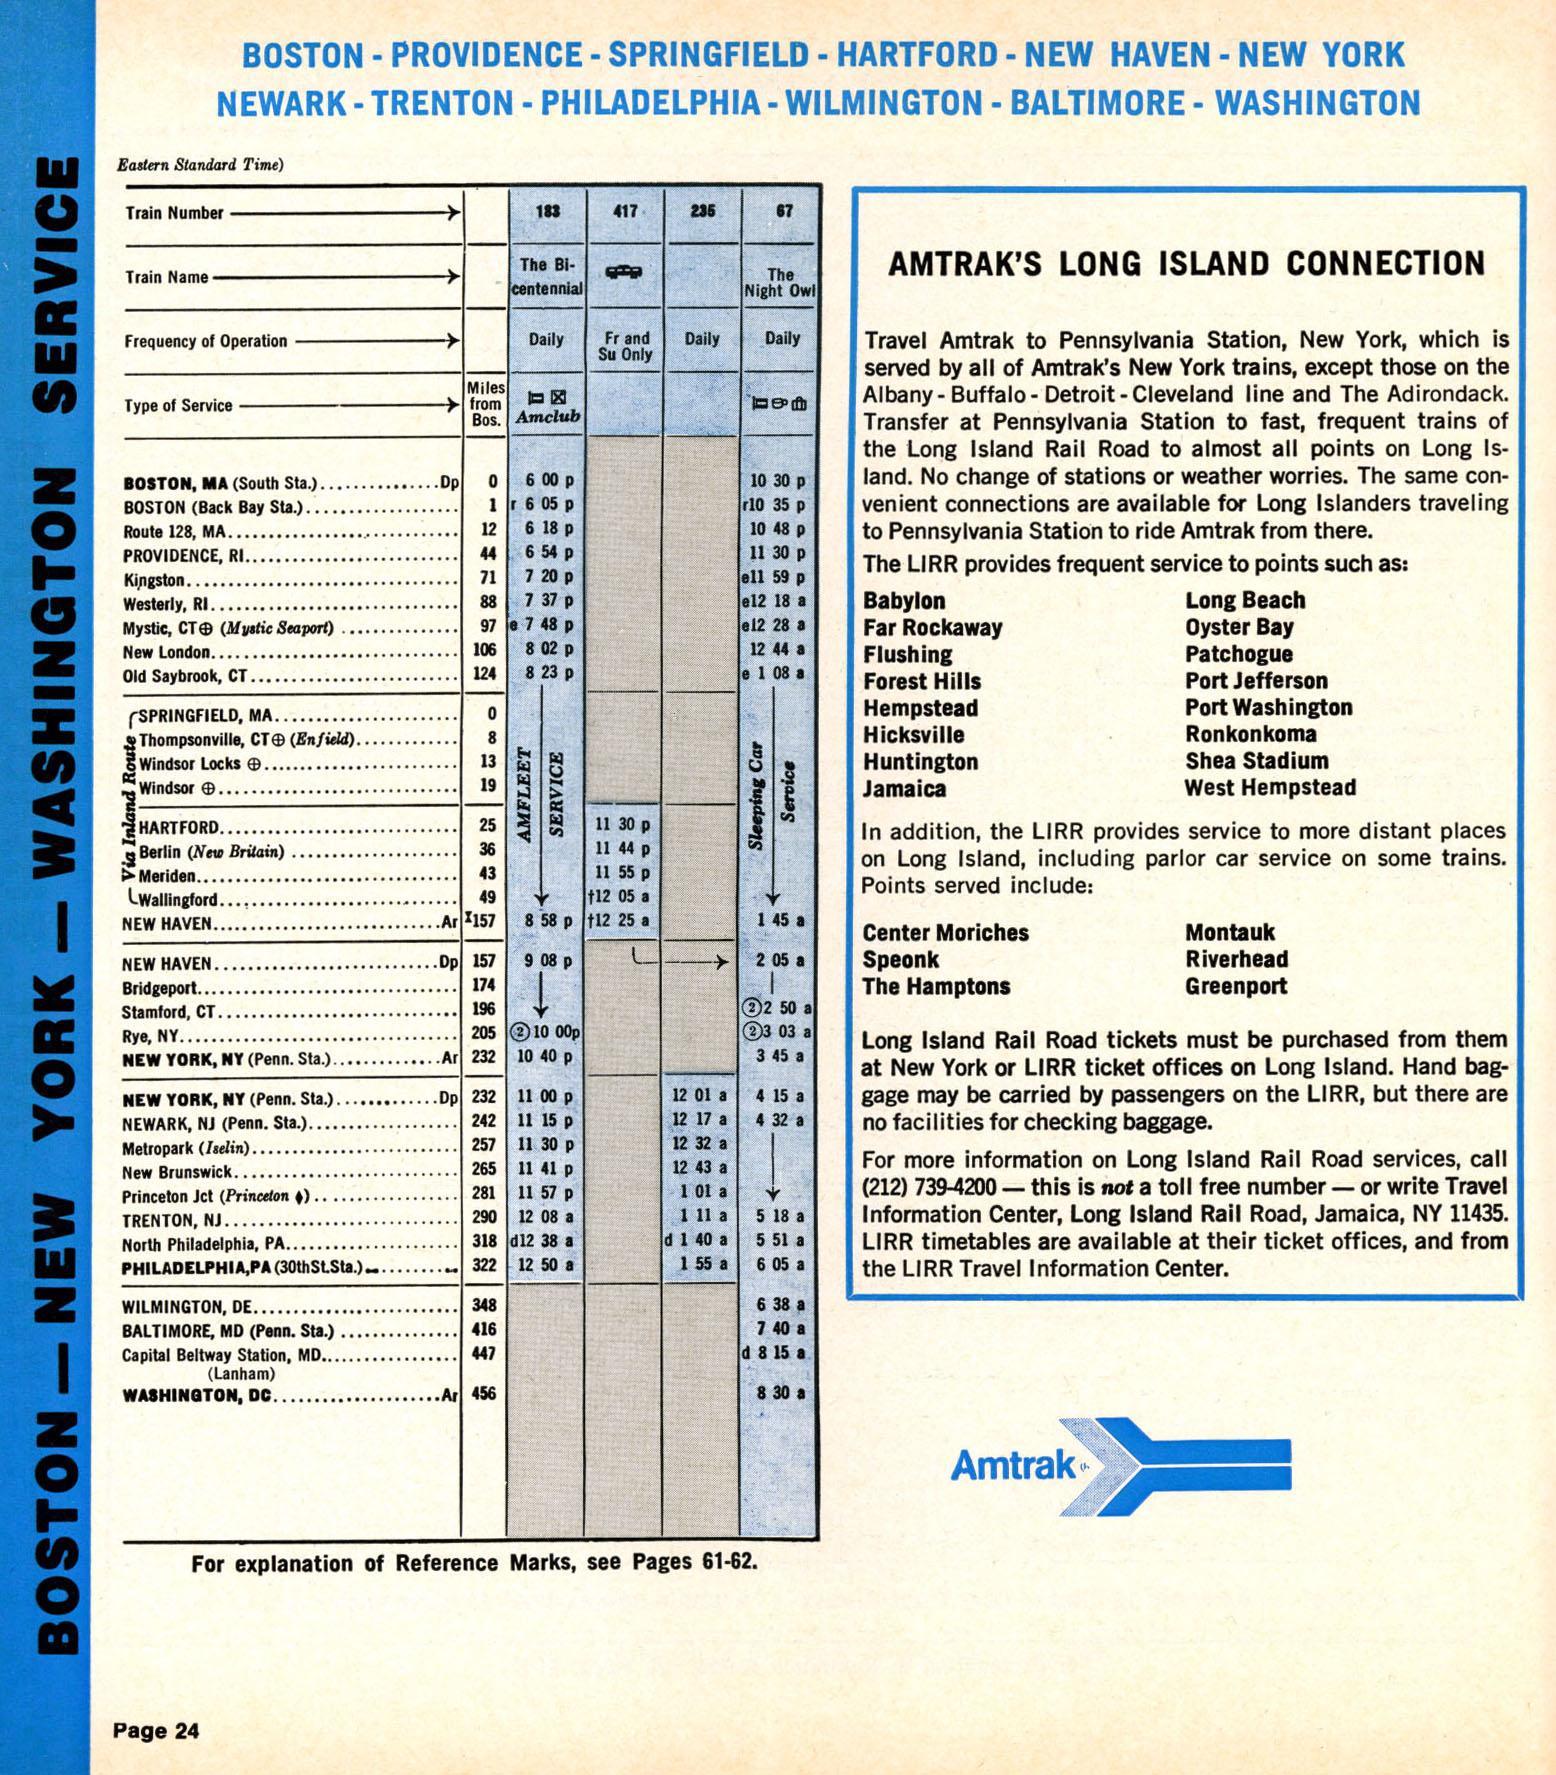 BOSTON - PROVIDENCE - SPRINGFIELD - HARTFORD - NEW HAVEN - NEW YORK
NEWARK - TRENTON - PHILADELPHIA - WILMINGTON - BALTIMORE - WASHINGTON
BOSTON — NEW YORK — WASHINGTON SERVICE
Eastern Standard Time)
Train Number 183 417 235 67
Train Name The Bi-centennial The Night Owl
Frequency of Operation Daily Fr and Su Only Daily Daily
Type of Service Miles from Bos. Amclub
BOSTON, MA (South Sta.)...............Dp 0 6 00 p 10 30 p
BOSTON (Back Bay Sta.)................... 1 r 6 05 p r10 35 p
Route 128, MA............................. 12 6 18 p 10 48 p
PROVIDENCE, RI........................... 44 6 54 p 11 30 p
Kingston................................... 71 7 20 p e11 59 p
Westerly, RI................................ 88 7 37 p e12 18 a
Mystic, CT⊕ (Mystic Seaport) ............... 97 e 7 48 p e12 28 a
New London................................ 106 8 02 p 12 44 a
Old Saybrook, CT.......................... 124 8 23 p e 1 08 a
Via Inland Route
SPRINGFIELD, MA........................ 0
Thompsonville, CT⊕ (Enfield)............. 8
Windsor Locks ⊕......................... 13
Windsor ⊕............................... 19
HARTFORD............................... 25 11 30 p
Berlin (New Britain) ..................... 36 11 44 p
Meriden................................. 43 11 55 p
Wallingford.............................. 49 †12 05 a
AMFLEET SERVICE
Sleeping Car Service
NEW HAVEN............................Ar ɪ157 8 58 p †12 25 a 1 45 a
NEW HAVEN............................Dp 157 9 08 p 2 05 a
Bridgeport................................. 174
Stamford, CT.............................. 196 ②2 50 a
Rye, NY................................... 205 ②10 00p ②3 03 a
NEW YORK, NY (Penn. Sta.).............Ar 232 10 40 p 3 45 a
NEW YORK, NY (Penn. Sta.).............Dp 232 11 00 p 12 01 a 4 15 a
NEWARK, NJ (Penn. Sta.)................... 242 11 15 p 12 17 a 4 32 a
Metropark (Iselin).......................... 257 11 30 p 12 32 a
New Brunswick............................. 265 11 41 p 12 43 a
Princeton Jct (Princeton ♦).................. 281 11 57 p 1 01 a
TRENTON, NJ.............................. 290 12 08 a 1 11 a 5 18 a
North Philadelphia, PA...................... 318 d12 38 a d 1 40 a 5 51 a
PHILADELPHIA,PA (30thSt.Sta.)............ 322 12 50 a 1 55 a 6 05 a
WILMINGTON, DE.......................... 348 6 38 a
BALTIMORE, MD (Penn. Sta.) ............... 416 7 40 a
Capital Beltway Station, MD.................. 447 d 8 15 a
(Lanham)
WASHINGTON, DC......................Ar 456 8 30 a
For explanation of Reference Marks, see Pages 61-62.
Page 24
AMTRAK'S LONG ISLAND CONNECTION
Travel Amtrak to Pennsylvania Station, New York, which is
served by all of Amtrak's New York trains, except those on the
Albany - Buffalo - Detroit - Cleveland line and The Adirondack.
Transfer at Pennsylvania Station to fast, frequent trains of
the Long Island Rail Road to almost all points on Long Is-
land. No change of stations or weather worries. The same con-
venient connections are available for Long Islanders traveling
to Pennsylvania Station to ride Amtrak from there.
The LIRR provides frequent service to points such as:
Babylon Long Beach
Far Rockaway Oyster Bay
Flushing Patchogue
Forest Hills Port Jefferson
Hempstead Port Washington
Hicksville Ronkonkoma
Huntington Shea Stadium
Jamaica West Hempstead
In addition, the LIRR provides service to more distant places
on Long Island, including parlor car service on some trains.
Points served include:
Center Moriches Montauk
Speonk Riverhead
The Hamptons Greenport
Long Island Rail Road tickets must be purchased from them
at New York or LIRR ticket offices on Long Island. Hand bag-
gage may be carried by passengers on the LIRR, but there are
no facilities for checking baggage.
For more information on Long Island Rail Road services, call
(212) 739-4200 — this is not a toll free number — or write Travel
Information Center, Long Island Rail Road, Jamaica, NY 11435.
LIRR timetables are available at their ticket offices, and from
the LIRR Travel Information Center.
Amtrak